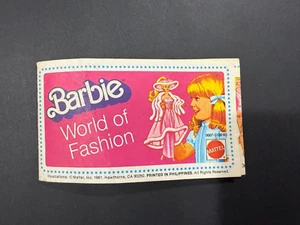 Barbie
World of
Fashion
MATTEL
Illustrations: © Mattel, Inc. 1981. Hawthorne, CA 90250. PRINTED IN PHILIPPINES. All Rights Reserved.